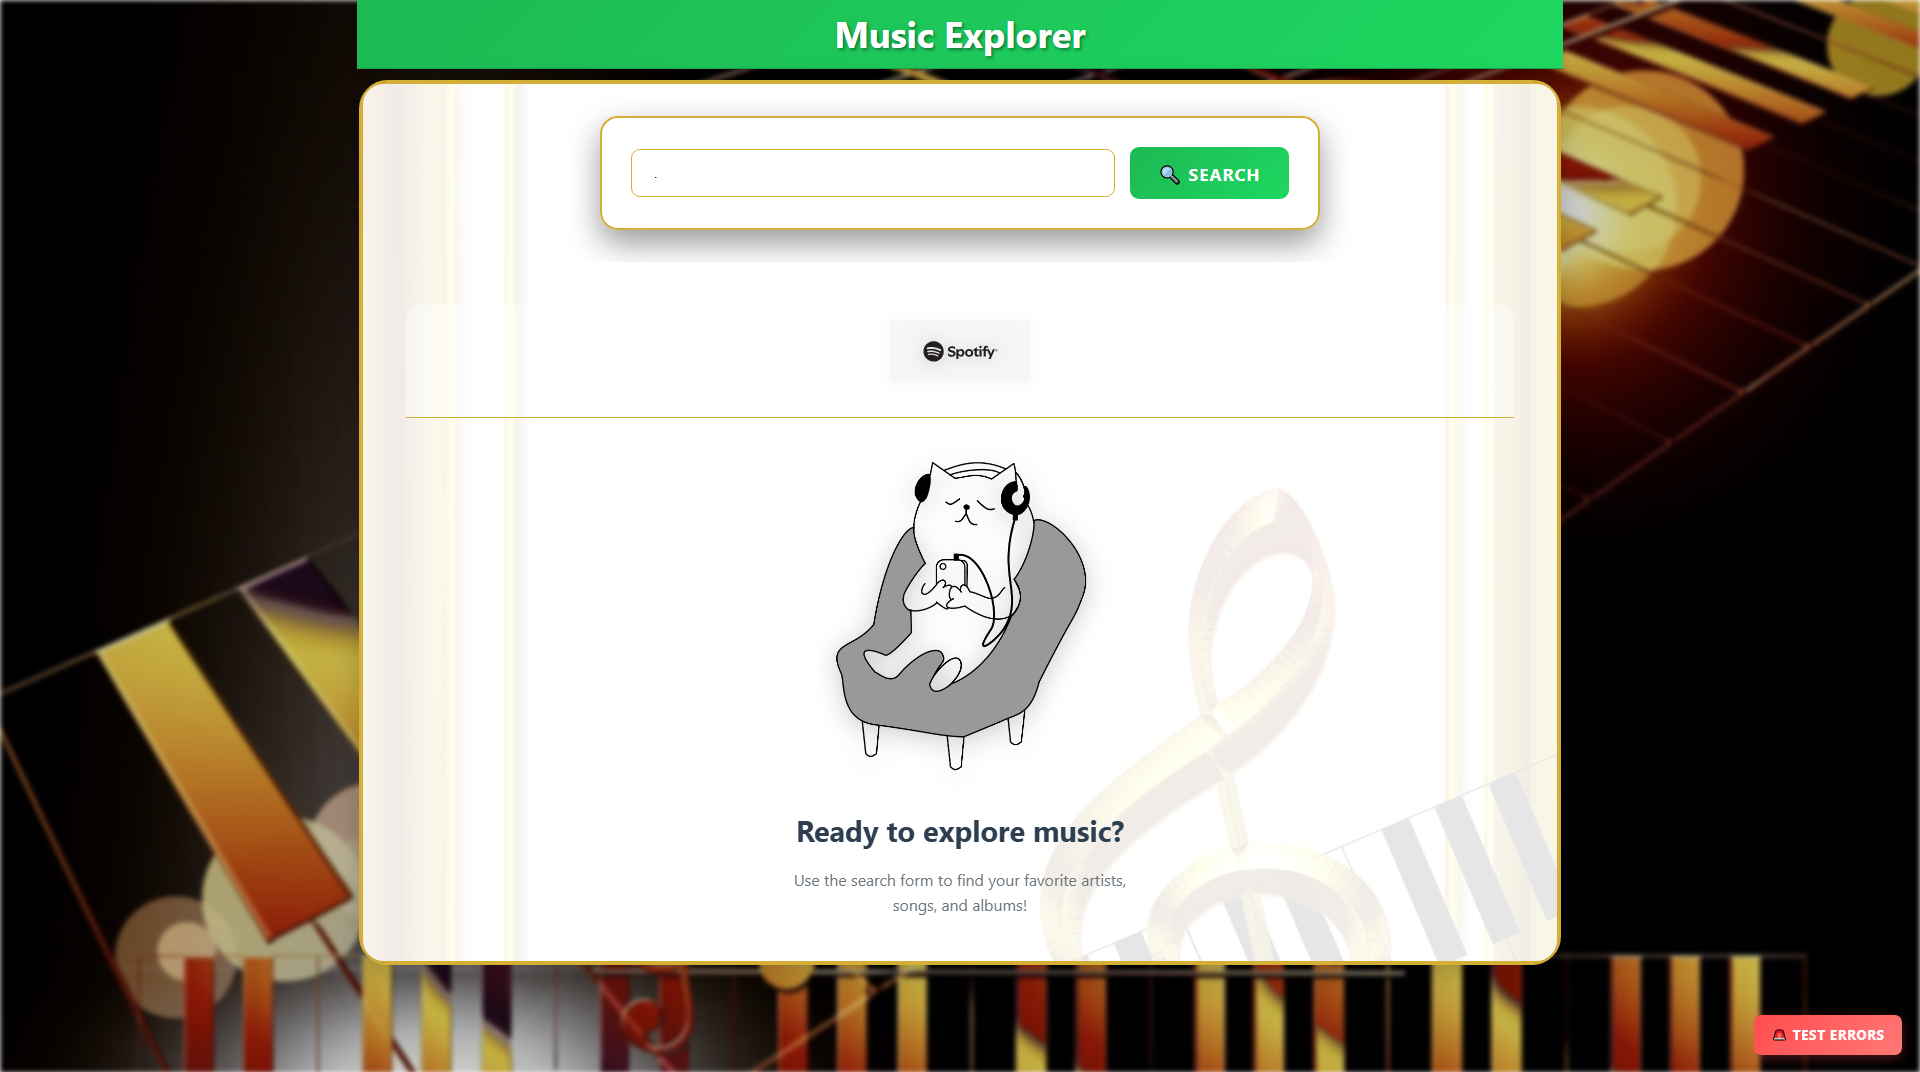 Music Explorer
.
SEARCH
Spotify
Ready to explore music?
Use the search form to find your favorite artists,
songs, and albums!
TEST ERRORS